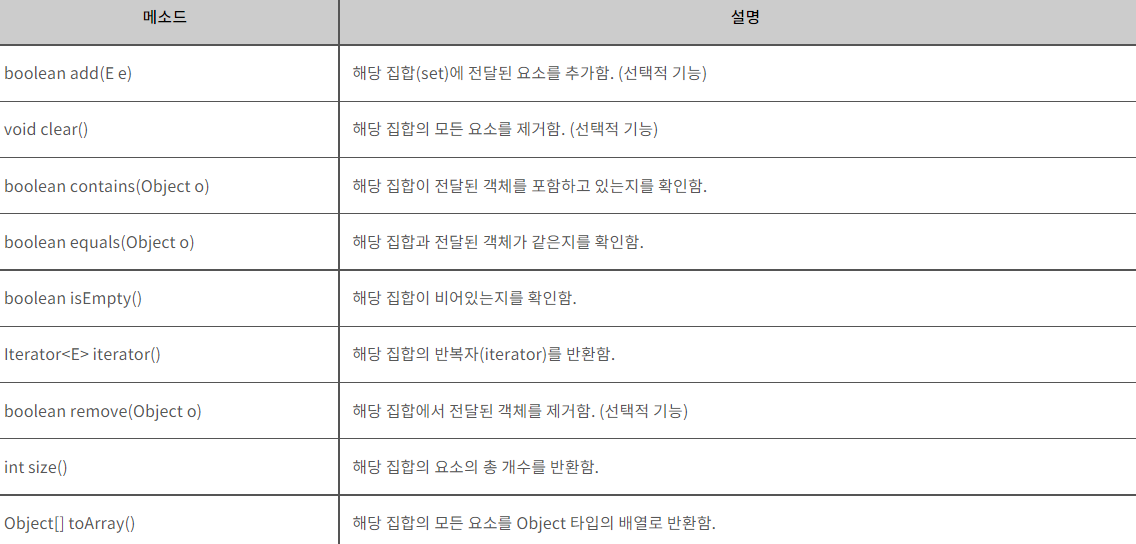 메소드 설명
boolean add(E e) 해당 집합(set)에 전달된 요소를 추가함. (선택적 기능)
void clear() 해당 집합의 모든 요소를 제거함. (선택적 기능)
boolean contains(Object o) 해당 집합이 전달된 객체를 포함하고 있는지를 확인함.
boolean equals(Object o) 해당 집합과 전달된 객체가 같은지를 확인함.
boolean isEmpty() 해당 집합이 비어있는지를 확인함.
Iterator<E> iterator() 해당 집합의 반복자(iterator)를 반환함.
boolean remove(Object o) 해당 집합에서 전달된 객체를 제거함. (선택적 기능)
int size() 해당 집합의 요소의 총 개수를 반환함.
Object[] toArray() 해당 집합의 모든 요소를 Object 타입의 배열로 반환함.